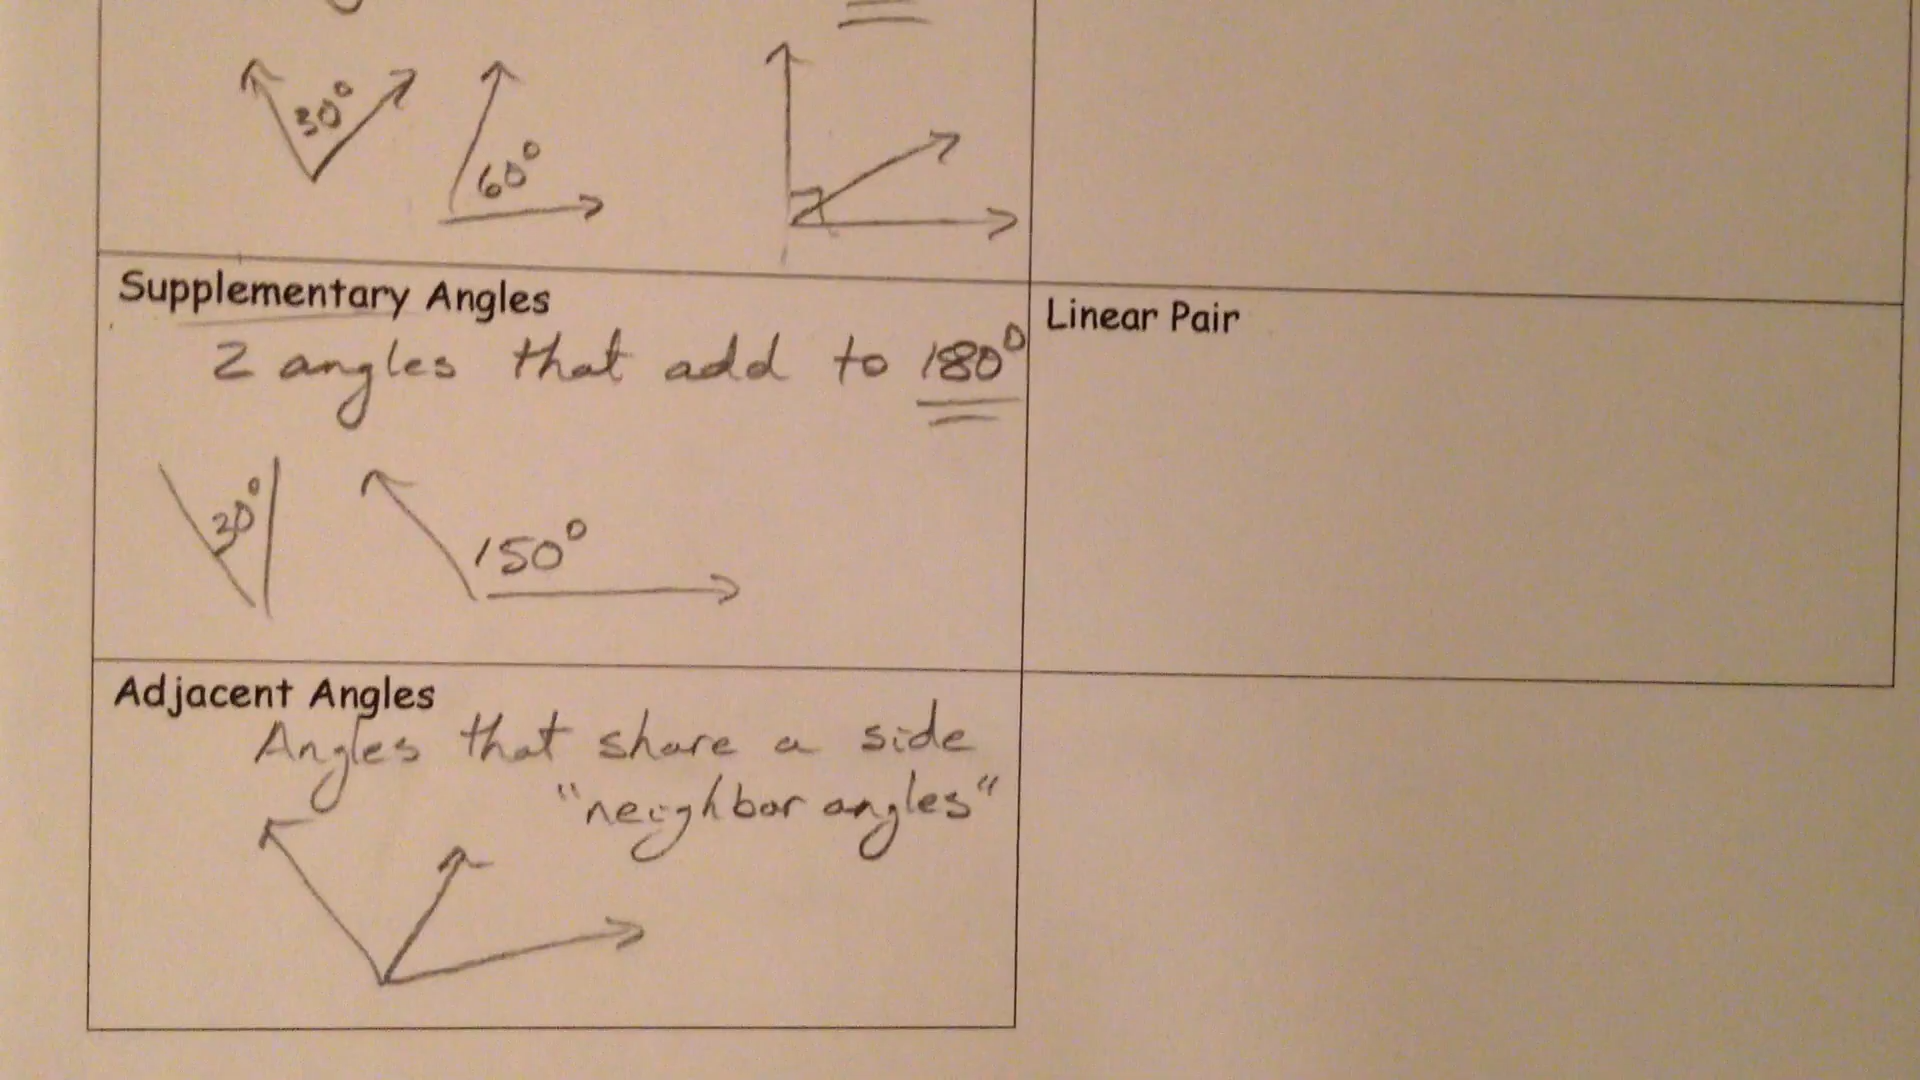 30°
60°
Supplementary Angles
2 angles that add to 180°
30°
150°
Linear Pair
Adjacent Angles
Angles that share a side
"neighbor angles"